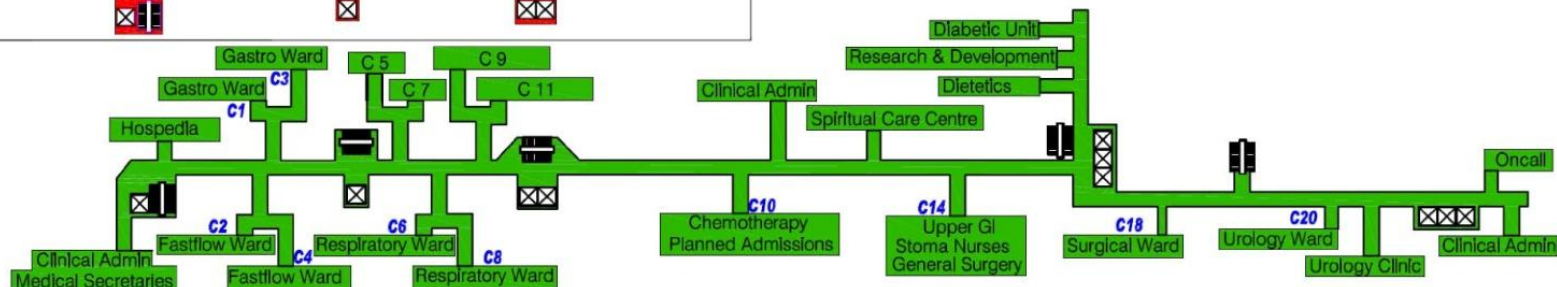 Diabetic Unit
Gastro Ward
C 5
C 9
Research & Development
C3
Gastro Ward
C 7
C 11
Clinical Admin
Dietetics
C1
Hospedia
Spiritual Care Centre
Oncall
C2
C6
C10
C14
C18
C20
Fastflow Ward
Respiratory Ward
Chemotherapy
Planned Admissions
Upper GI
Stoma Nurses
General Surgery
Surgical Ward
Urology Ward
Clinical Admin
C4
C8
Clinical Admin
Medical Secretaries
Fastflow Ward
Respiratory Ward
Urology Clinic